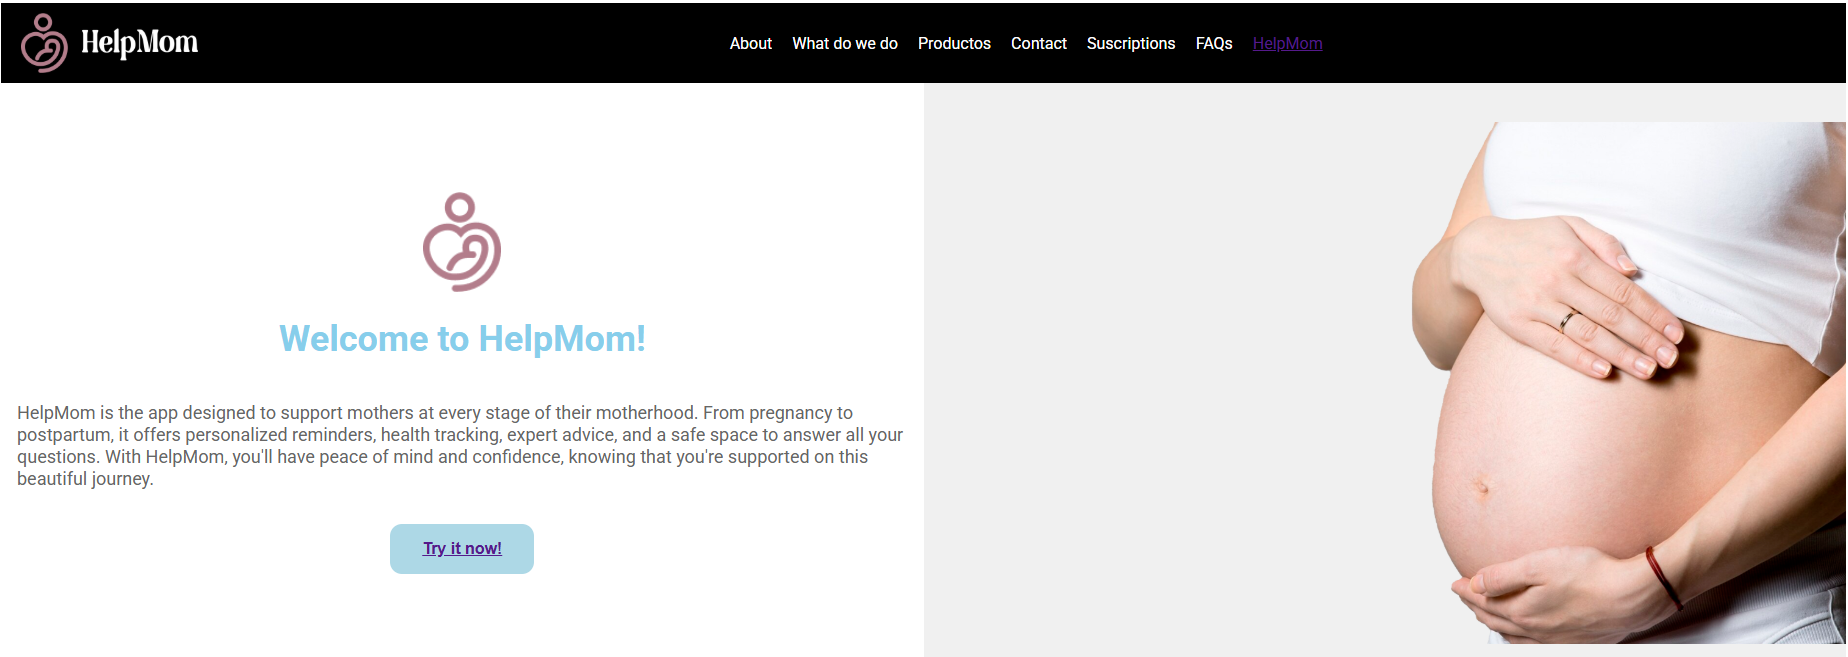 HelpMom
About What do we do Productos Contact Suscriptions FAQs HelpMom
Welcome to HelpMom!
HelpMom is the app designed to support mothers at every stage of their motherhood. From pregnancy to
postpartum, it offers personalized reminders, health tracking, expert advice, and a safe space to answer all your
questions. With HelpMom, you'll have peace of mind and confidence, knowing that you're supported on this
beautiful journey.
Try it now!